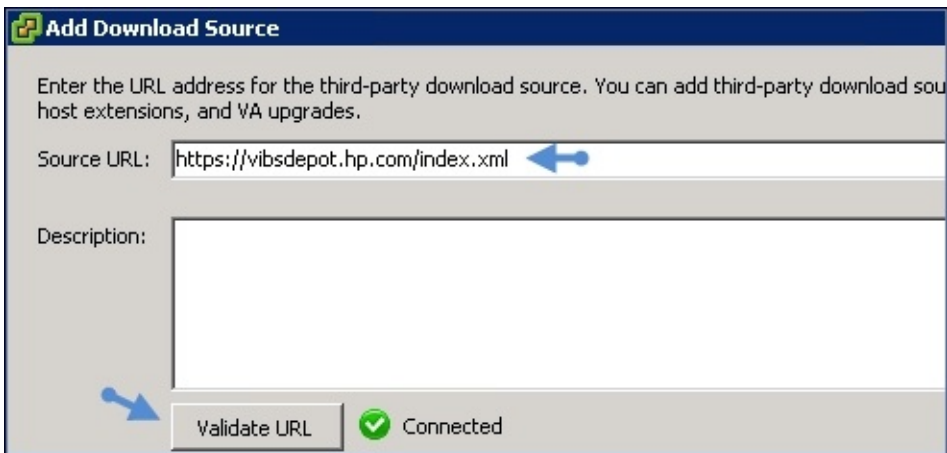 Add Download Source
Enter the URL address for the third-party download source. You can add third-party download sou
host extensions, and VA upgrades.
Source URL: https://vibsdepot.hp.com/index.xml
Description:
Validate URL Connected